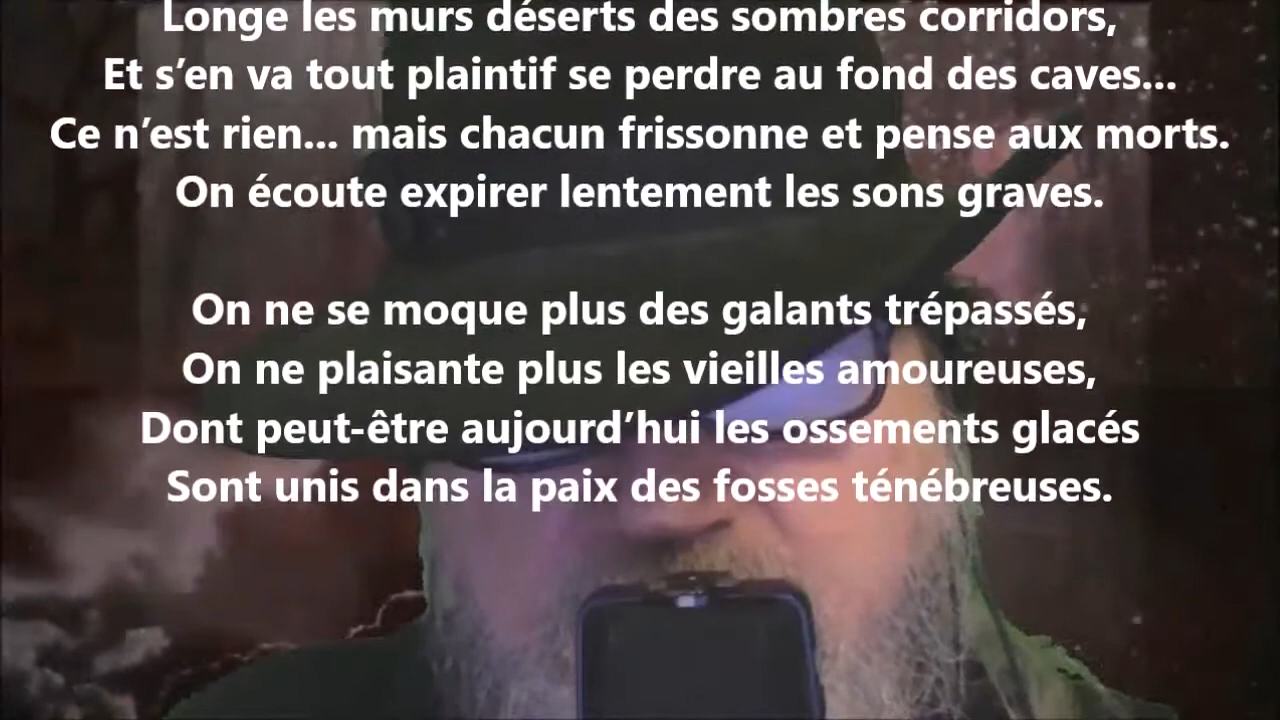 Longe les murs déserts des sombres corridors,
Et s’en va tout plaintif se perdre au fond des caves...
Ce n’est rien... mais chacun frissonne et pense aux morts.
On écoute expirer lentement les sons graves.
On ne se moque plus des galants trépassés,
On ne plaisante plus les vieilles amoureuses,
Dont peut-être aujourd’hui les ossements glacés
Sont unis dans la paix des fosses ténébreuses.